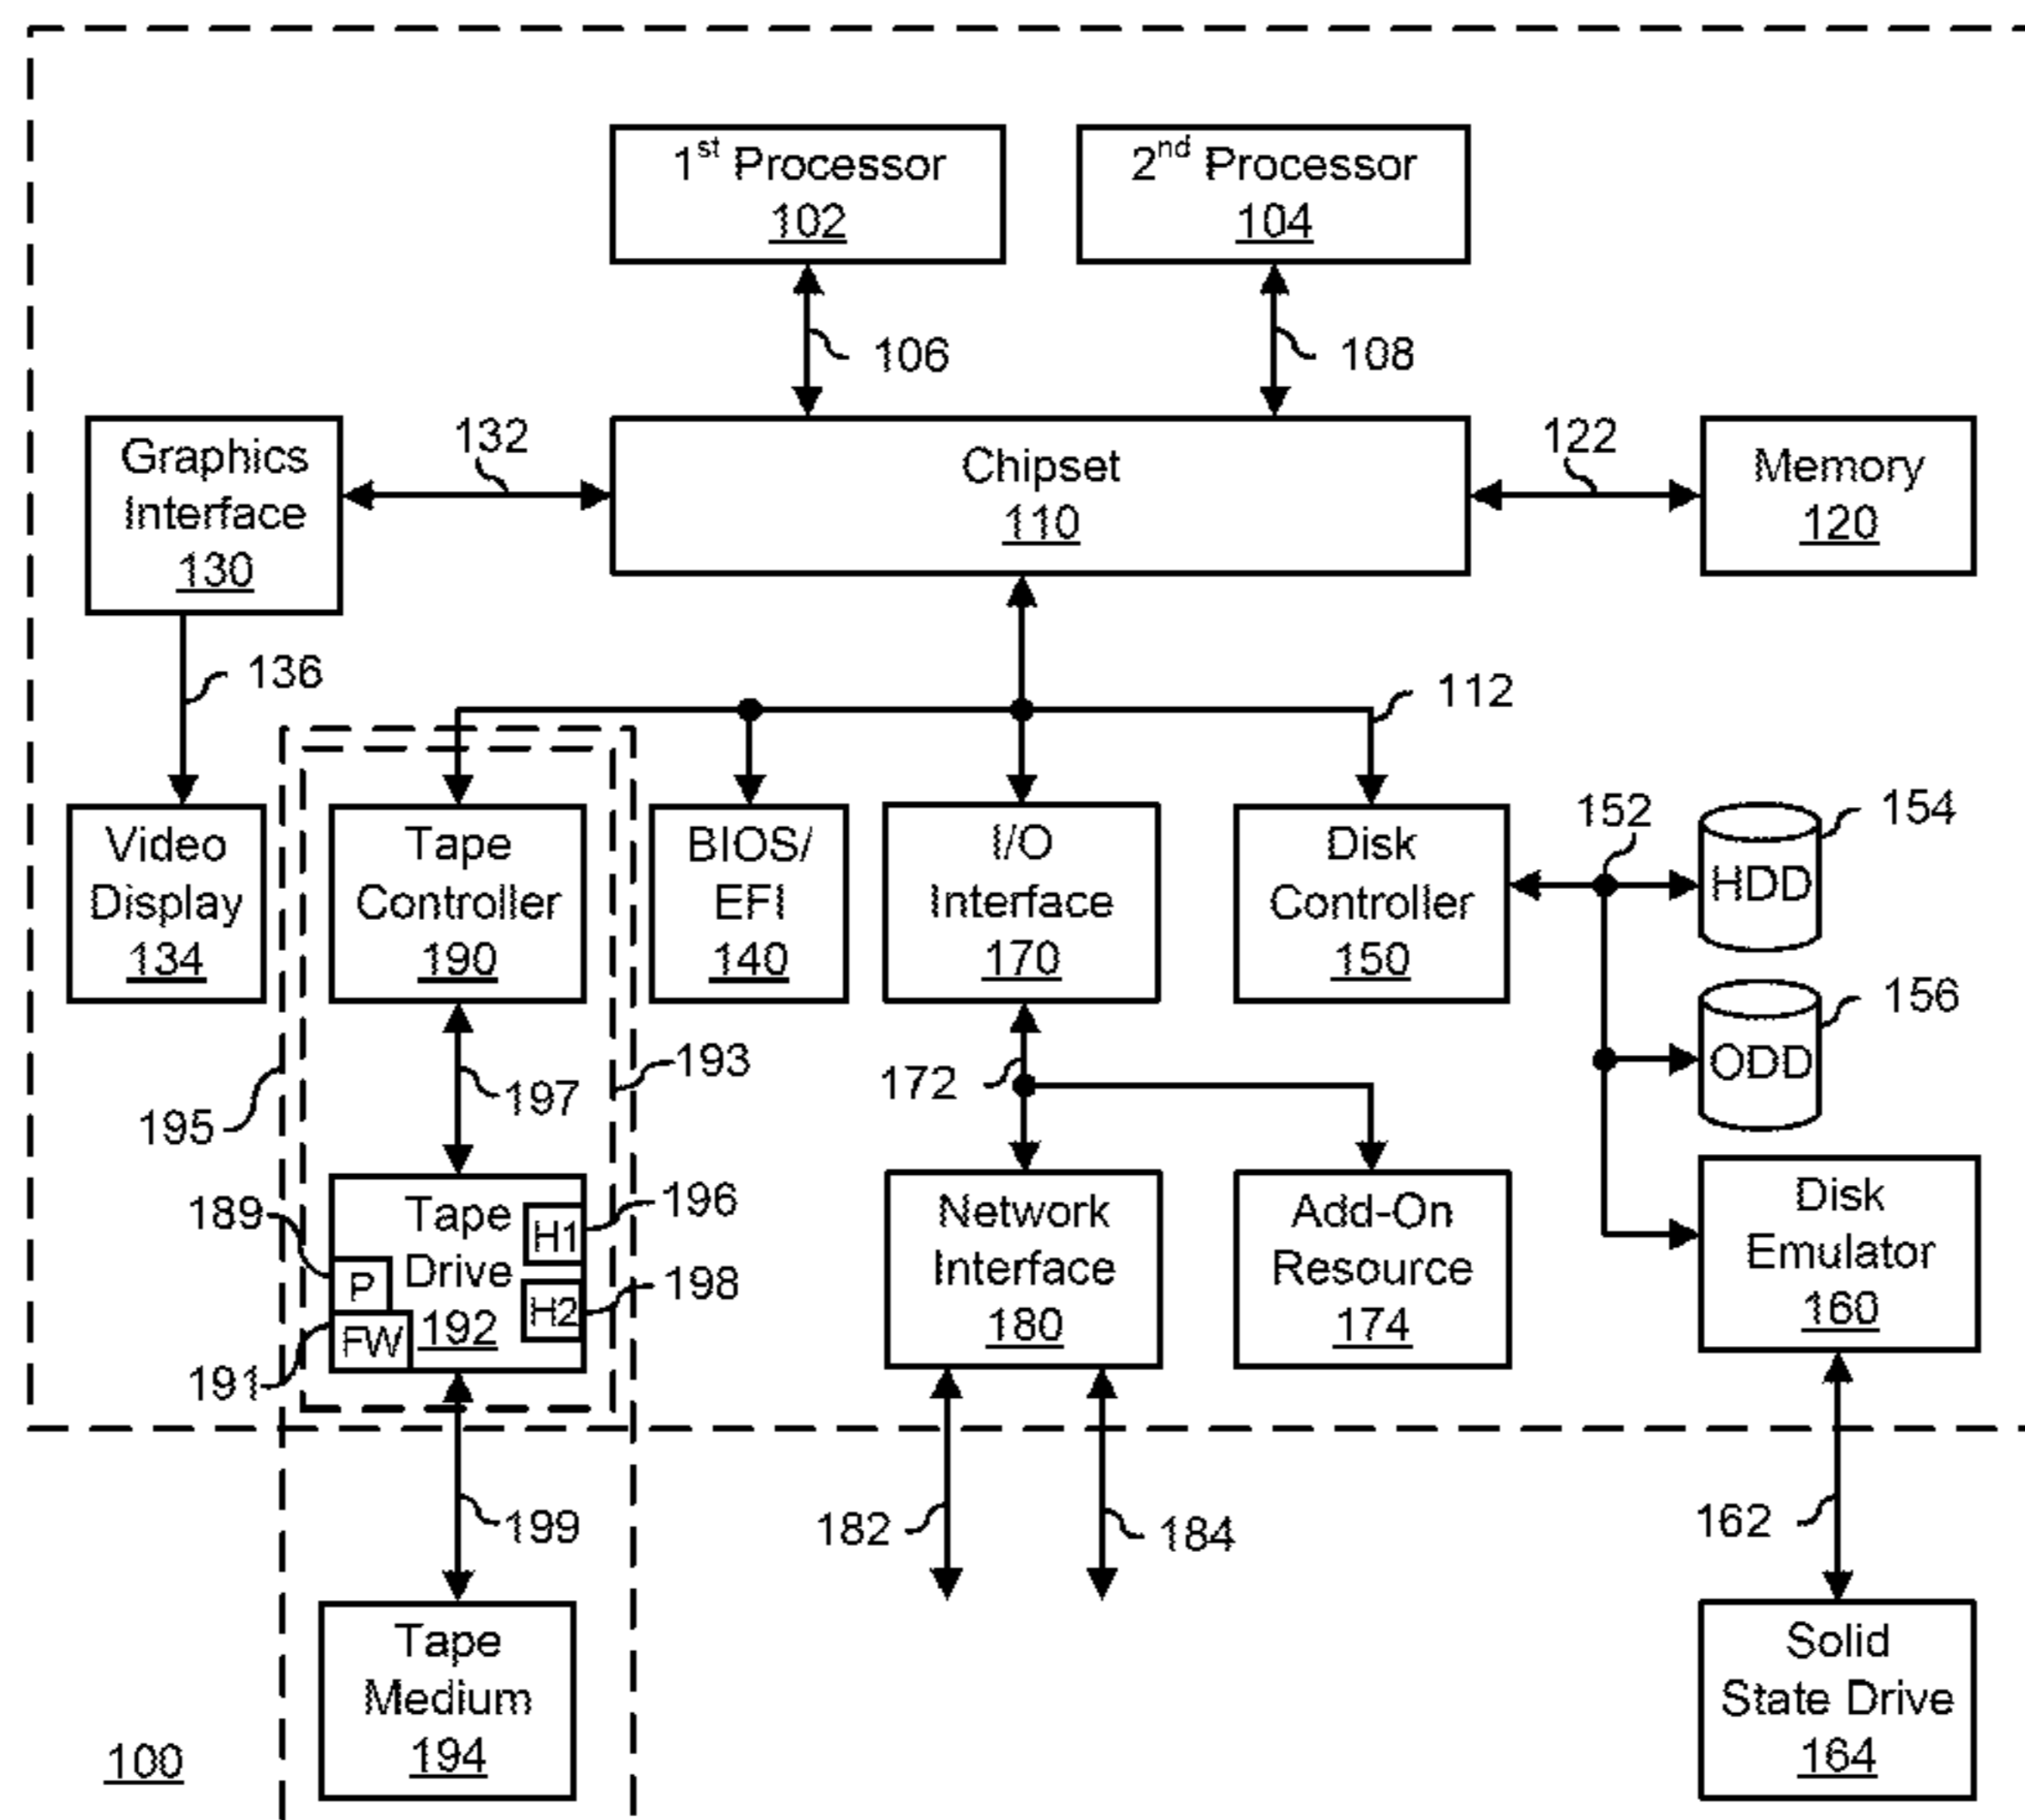 1st Processor
102
2nd Processor
104
106
108
Graphics
Interface
130
132
Chipset
110
122
Memory
120
136
112
Video
Display
134
Tape
Controller
190
BIOS/
EFI
140
I/O
Interface
170
Disk
Controller
150
152
HDD
154
ODD
156
195
197
193
172
189
P
FW
191
Tape
Drive
192
H1
H2
196
198
Network
Interface
180
Add-On
Resource
174
Disk
Emulator
160
199
182
184
162
Tape
Medium
194
Solid
State Drive
164
100